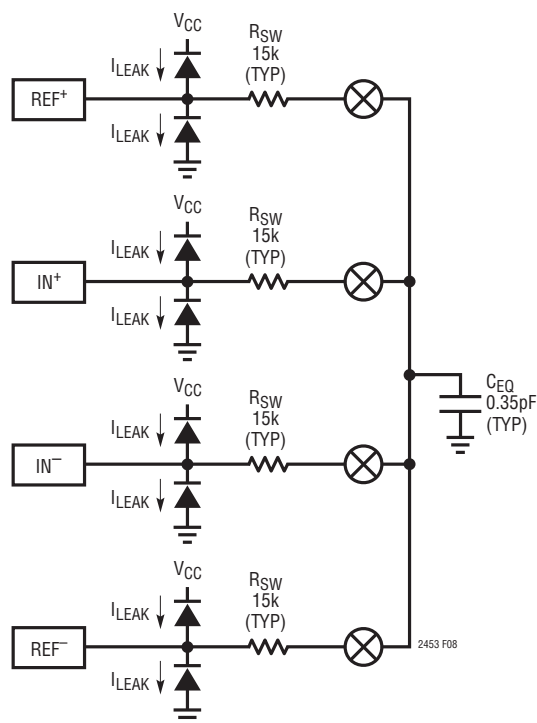 VCC
ILEAK
RSW
15k
(TYP)
REF+
ILEAK
VCC
ILEAK
RSW
15k
(TYP)
IN+
ILEAK
CEQ
0.35pF
(TYP)
VCC
ILEAK
RSW
15k
(TYP)
IN–
ILEAK
VCC
ILEAK
RSW
15k
(TYP)
REF–
ILEAK
2453 F08